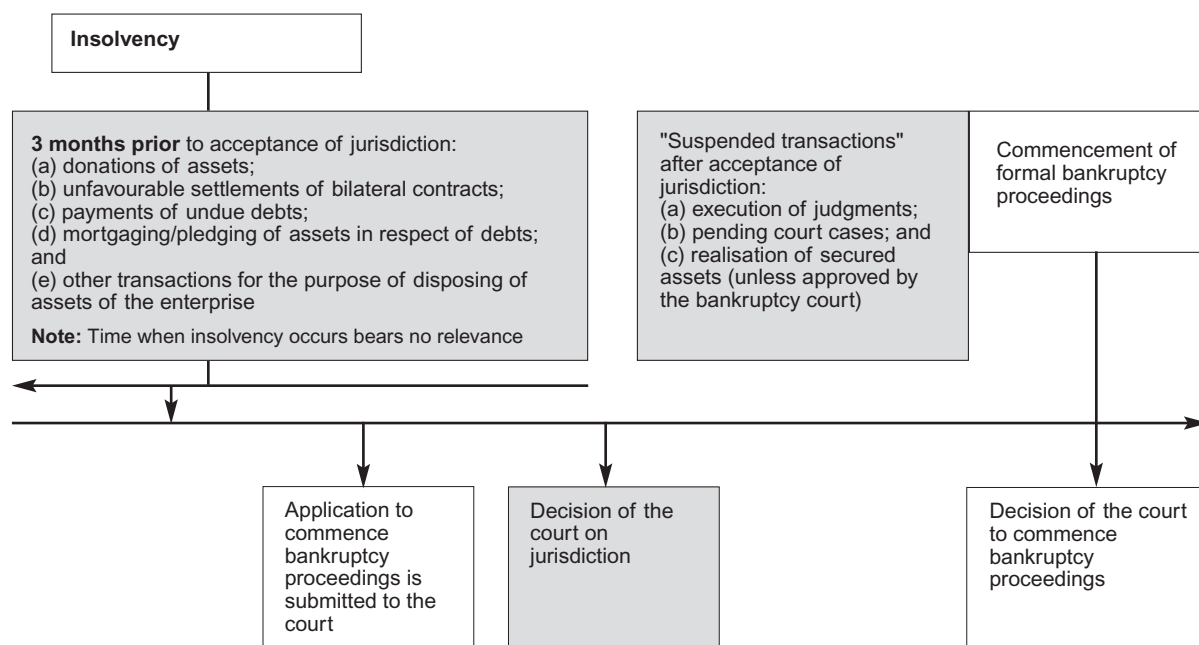 Insolvency
3 months prior to acceptance of jurisdiction:
(a) donations of assets;
(b) unfavourable settlements of bilateral contracts;
(c) payments of undue debts;
(d) mortgaging/pledging of assets in respect of debts;
and
(e) other transactions for the purpose of disposing of
assets of the enterprise
Note: Time when insolvency occurs bears no relevance
"Suspended transactions"
after acceptance of
jurisdiction:
(a) execution of judgments;
(b) pending court cases; and
(c) realisation of secured
assets (unless approved by
the bankruptcy court)
Commencement of
formal bankruptcy
proceedings
Application to
commence
bankruptcy
proceedings is
submitted to the
court
Decision of the
court on
jurisdiction
Decision of the court
to commence
bankruptcy
proceedings